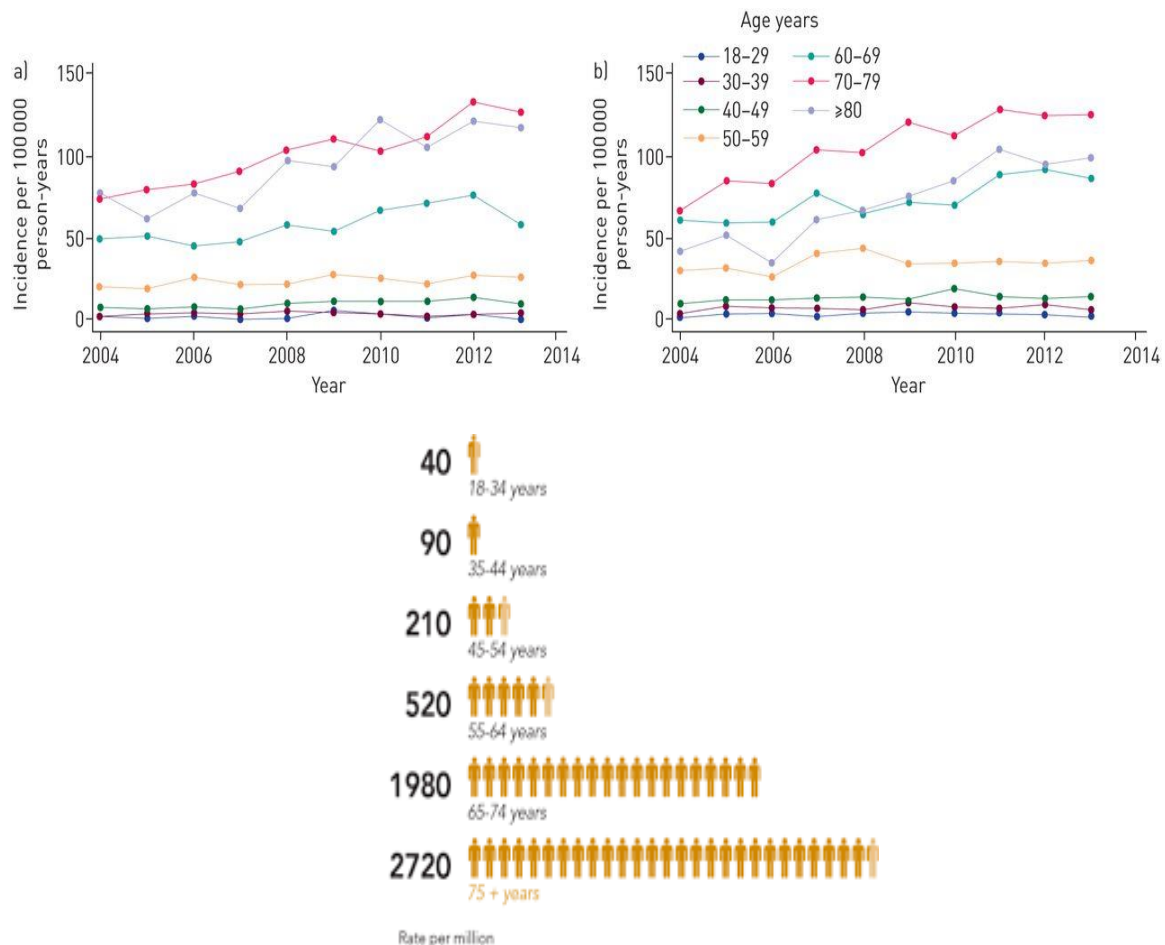 Age years
a)
b)
18–29
60–69
30–39
70–79
40–49
≥80
50–59
Incidence per 100 000
person-years
150
100
50
0
2004
2006
2008
2010
2012
2014
Year
Incidence per 100 000
person-years
150
100
50
0
2004
2006
2008
2010
2012
2014
Year
40
18-34 years
90
35-44 years
210
45-54 years
520
55-64 years
1980
65-74 years
2720
75 + years
Rate per million